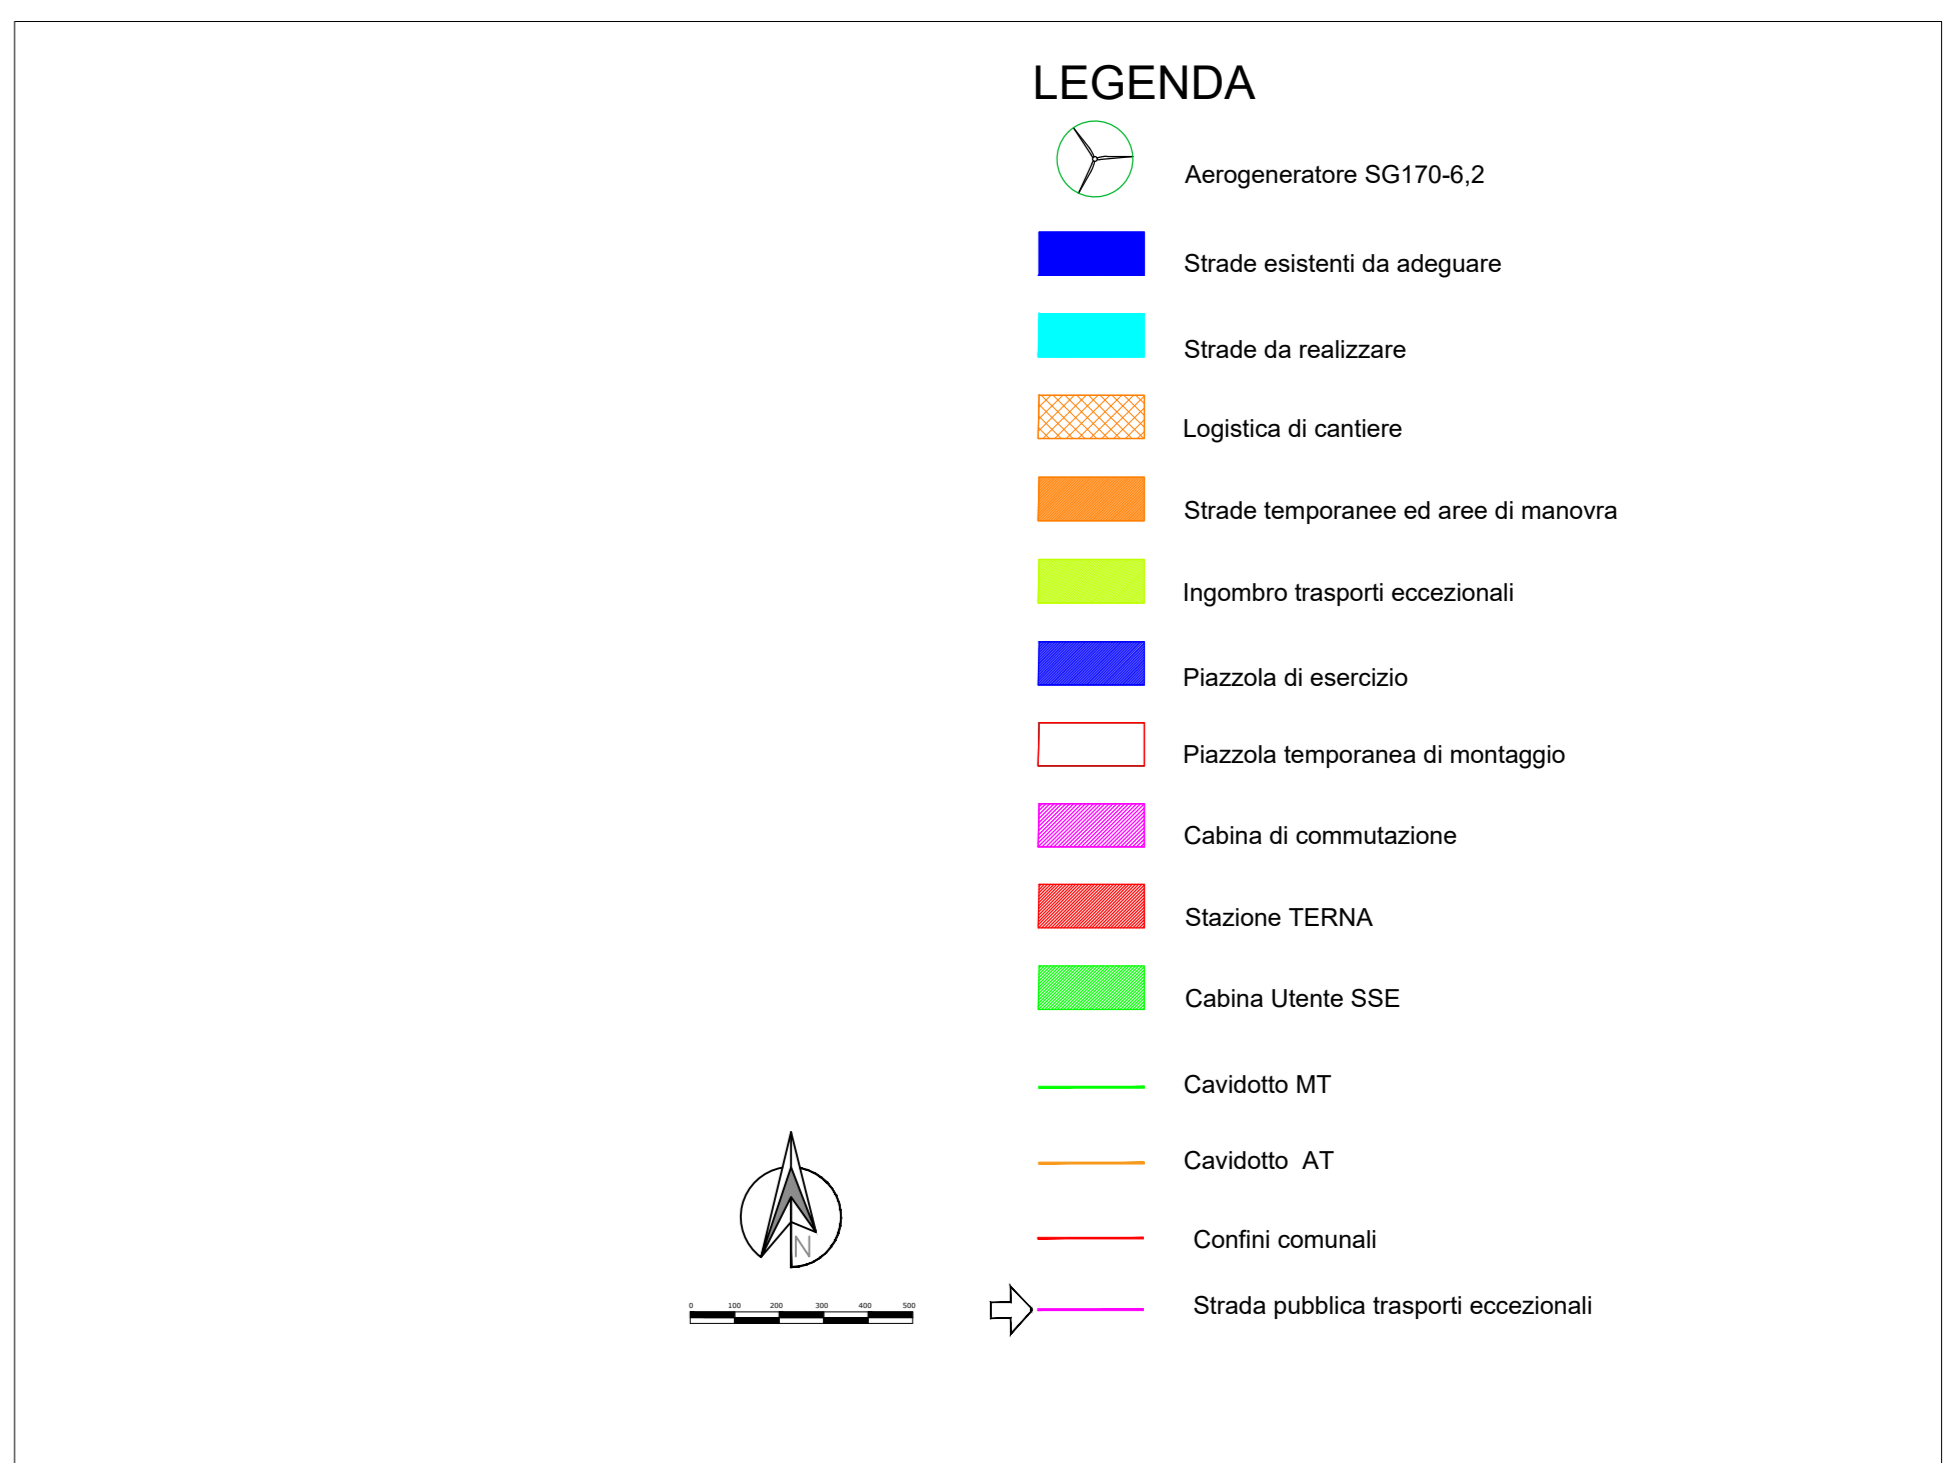 LEGENDA
Aerogeneratore SG170-6,2
Strade esistenti da adeguare
Strade da realizzare
Logistica di cantiere
Strade temporanee ed aree di manovra
Ingombro trasporti eccezionali
Piazzola di esercizio
Piazzola temporanea di montaggio
Cabina di commutazione
Stazione TERNA
Cabina Utente SSE
Cavidotto MT
Cavidotto AT
Confini comunali
Strada pubblica trasporti eccezionali
N
0 100 200 300 400 500